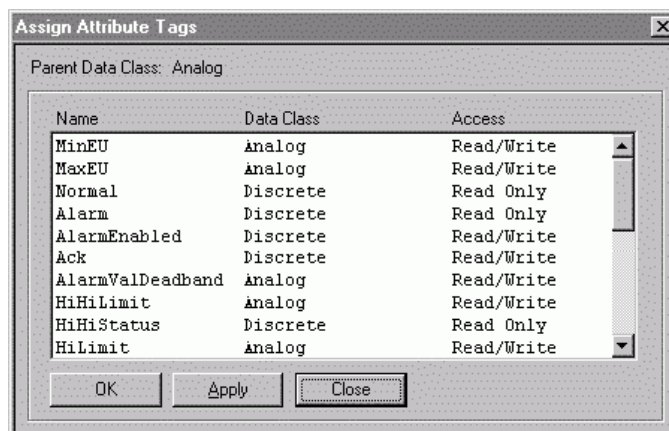 Assign Attribute Tags
Parent Data Class: Analog
Name Data Class Access
MinEU Analog Read/Write
MaxEU Analog Read/Write
Normal Discrete Read Only
Alarm Discrete Read Only
AlarmEnabled Discrete Read/Write
Ack Discrete Read/Write
AlarmValDeadband Analog Read/Write
HiHiLimit Analog Read/Write
HiHiStatus Discrete Read Only
HiLimit Analog Read/Write
OK Apply Close